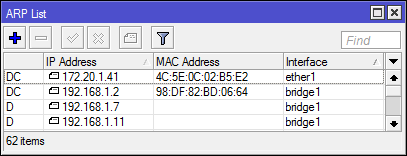 ARP List
Find
IP Address MAC Address Interface
DC 172.20.1.41 4C:5E:0C:02:B5:E2 ether1
DC 192.168.1.2 98:DF:82:BD:06:64 bridge1
D 192.168.1.7 bridge1
D 192.168.1.11 bridge1
62 items